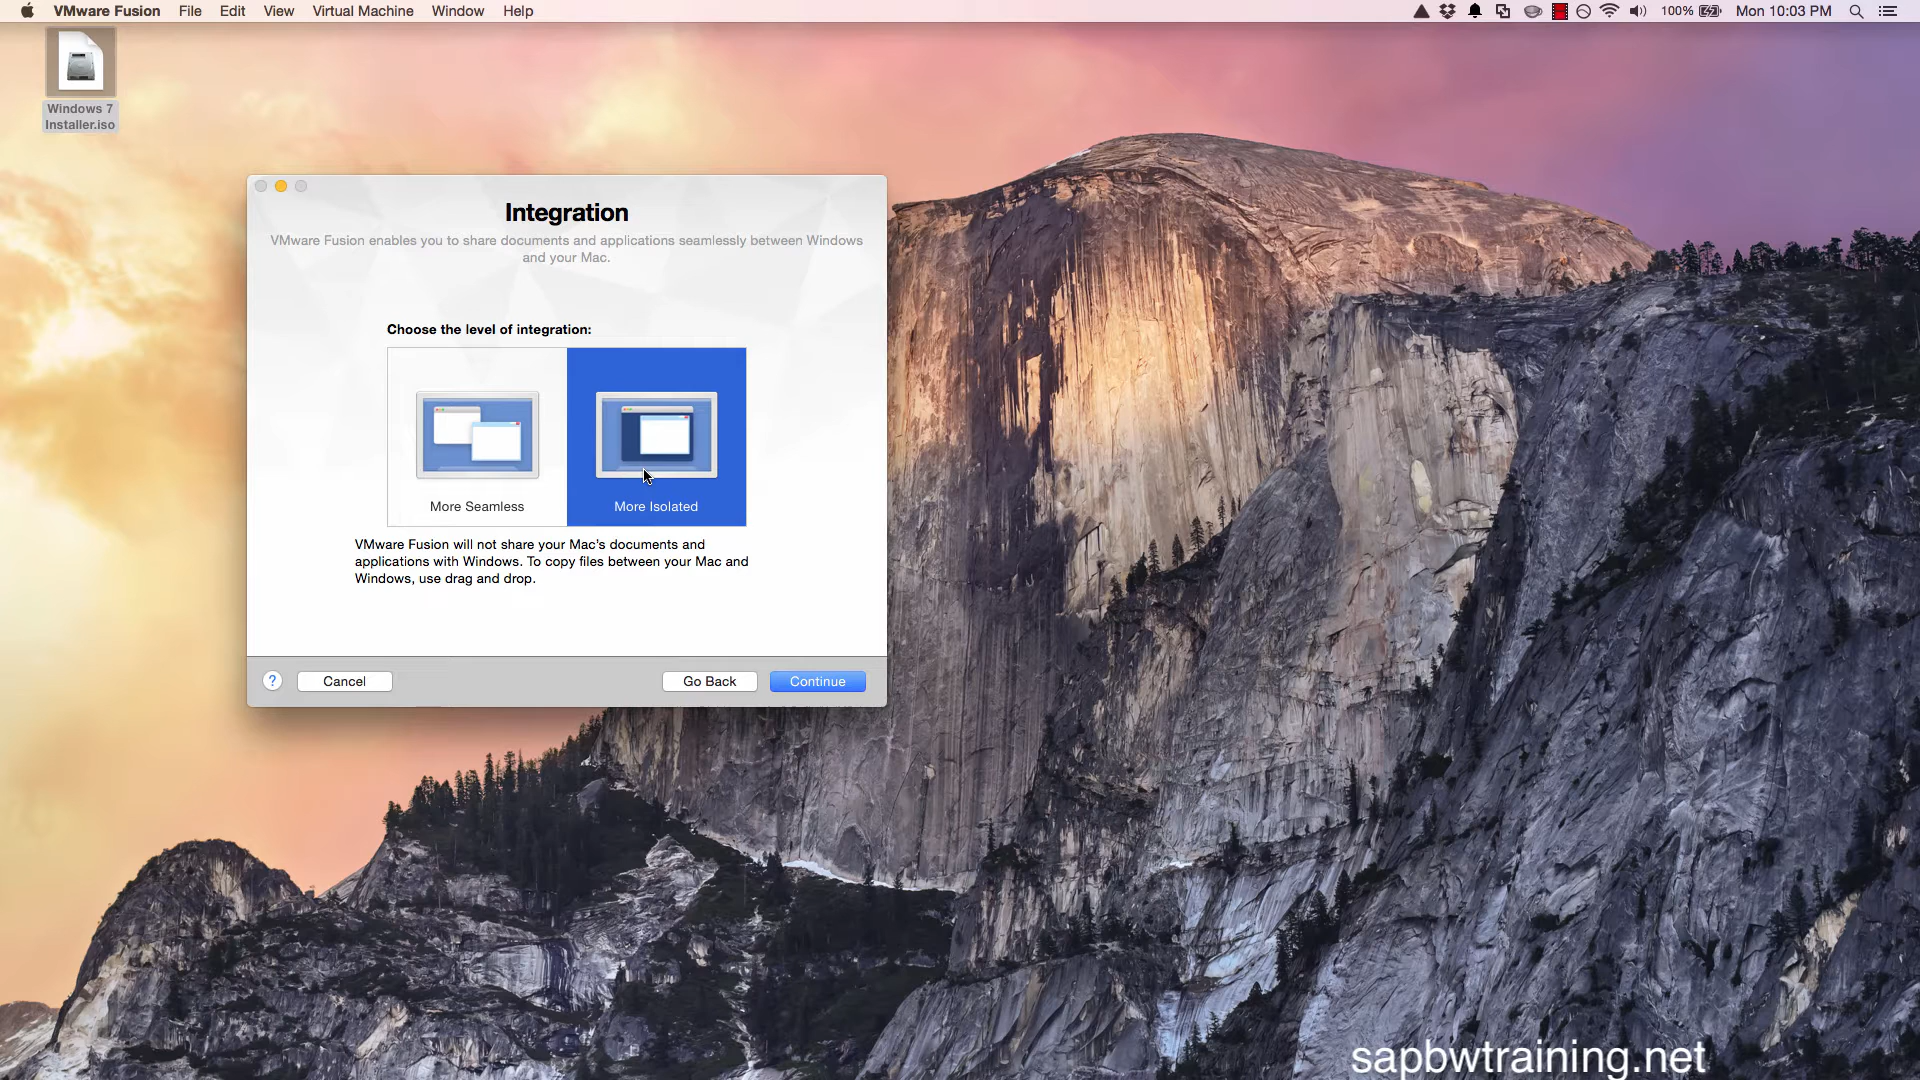 VMware Fusion File Edit View Virtual Machine Window Help 100% Mon 10:03 PM
Windows 7
Installer.iso
Integration
VMware Fusion enables you to share documents and applications seamlessly between Windows
and your Mac.
Choose the level of integration:
More Seamless More Isolated
VMware Fusion will not share your Mac's documents and
applications with Windows. To copy files between your Mac and
Windows, use drag and drop.
? Cancel Go Back Continue
sapbwtraining.net